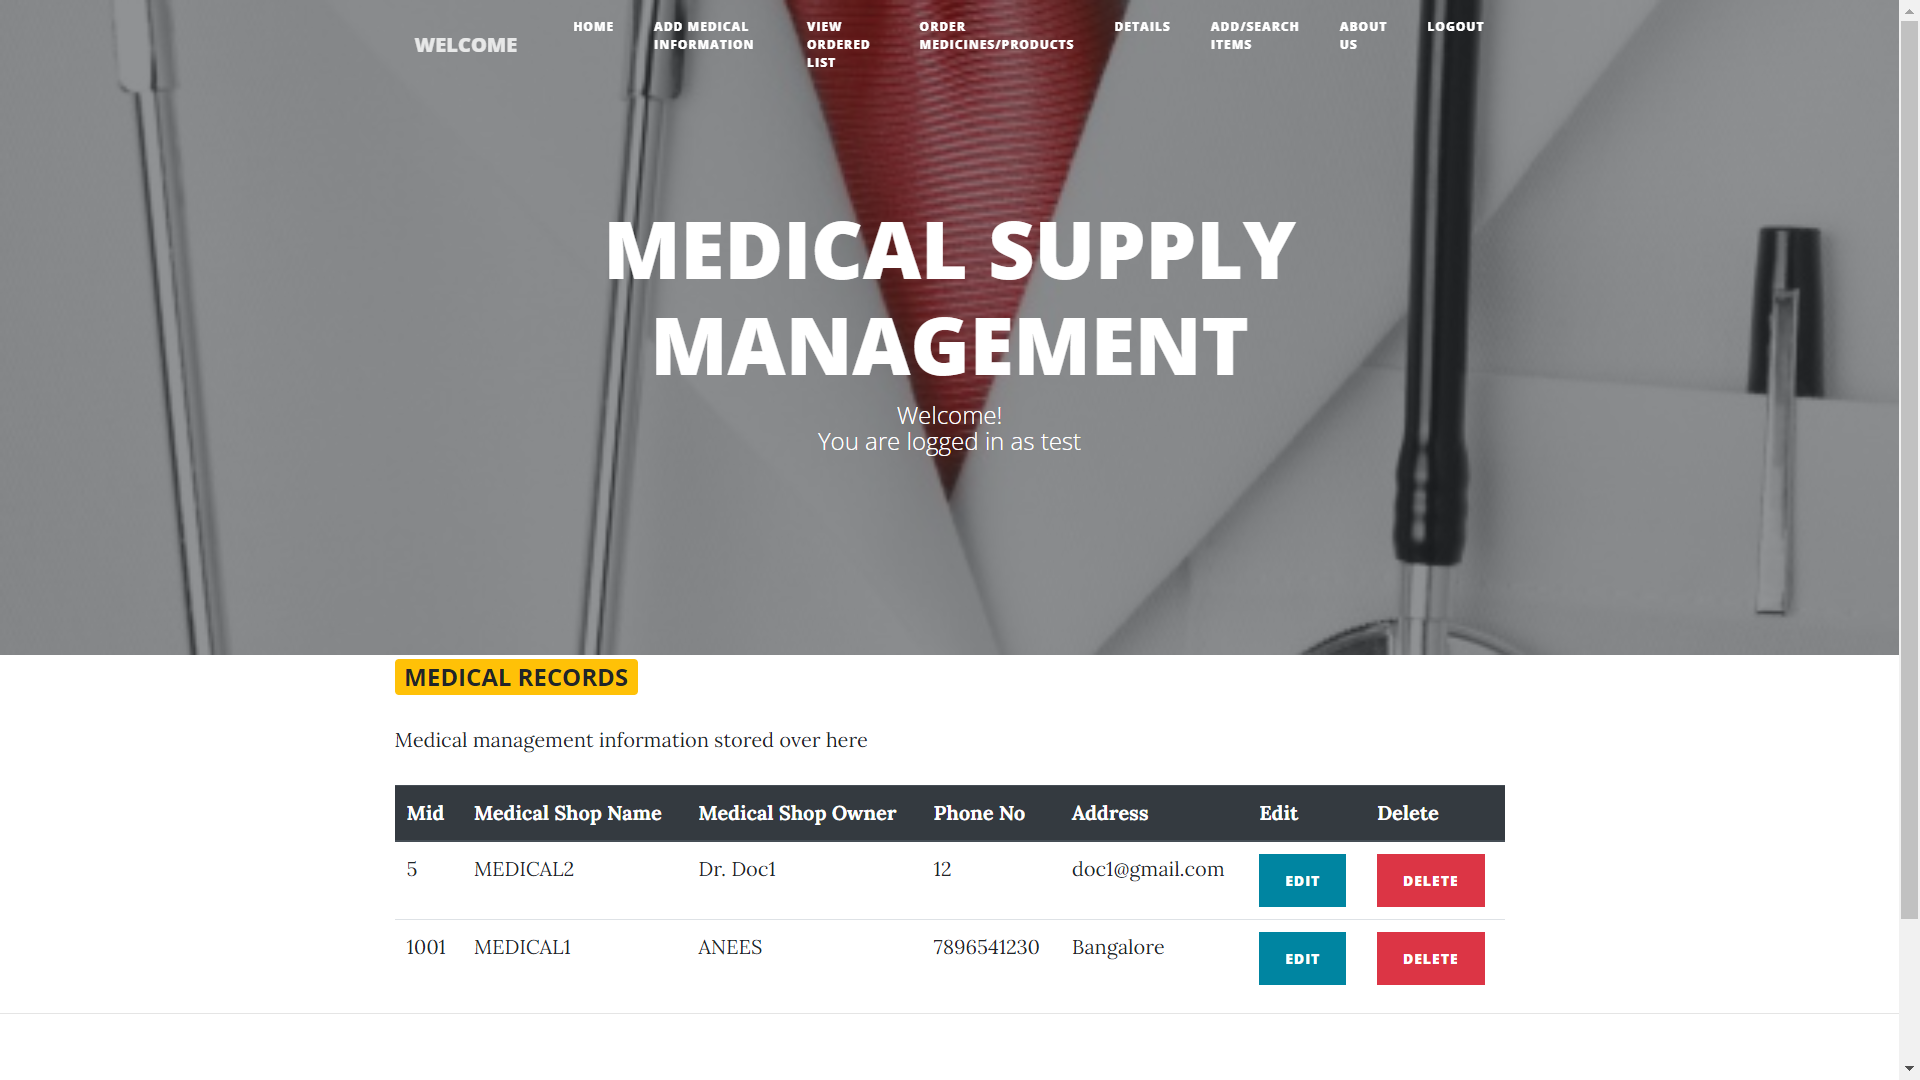 WELCOME
HOME
ADD MEDICAL
INFORMATION
VIEW
ORDERED
LIST
ORDER
MEDICINES/PRODUCTS
DETAILS
ADD/SEARCH
ITEMS
ABOUT
US
LOGOUT
MEDICAL SUPPLY
MANAGEMENT
Welcome!
You are logged in as test
MEDICAL RECORDS
Medical management information stored over here
Mid Medical Shop Name Medical Shop Owner Phone No Address Edit Delete
5 MEDICAL2 Dr. Doc1 12 doc1@gmail.com EDIT DELETE
1001 MEDICAL1 ANEES 7896541230 Bangalore EDIT DELETE